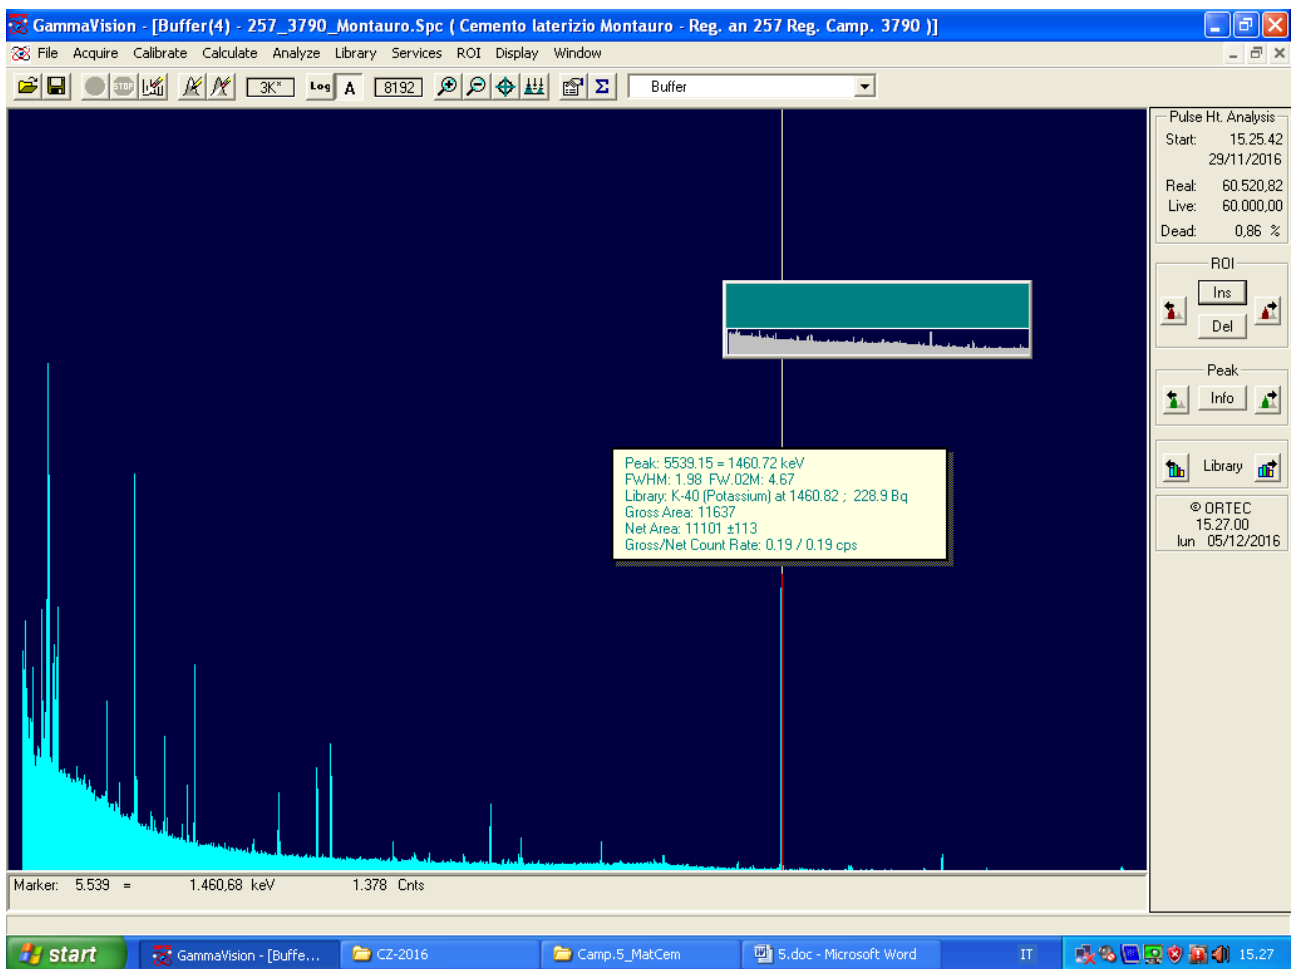 GammaVision - [Buffer(4) - 257_3790_Montauro.Spc ( Cemento laterizio Montauro - Reg. an 257 Reg. Camp. 3790 )]
File Acquire Calibrate Calculate Analyze Library Services ROI Display Window
STOP 3K* Log A 8192 Σ Buffer
Pulse Ht. Analysis
Start: 15.25.42
29/11/2016
Real: 60.520,82
Live: 60.000,00
Dead: 0,86 %
ROI
Ins
Del
Peak
Info
Library
© ORTEC
15.27.00
lun 05/12/2016
Peak: 5539.15 = 1460.72 keV
FWHM: 1.98 FW.02M: 4.67
Library: K-40 (Potassium) at 1460.82 ; 228.9 Bq
Gross Area: 11637
Net Area: 11101 ±113
Gross/Net Count Rate: 0.19 / 0.19 cps
Marker: 5.539 = 1.460,68 keV 1.378 Cnts
start GammaVision - [Buffe... CZ-2016 Camp.5_MatCem 5.doc - Microsoft Word IT 15.27